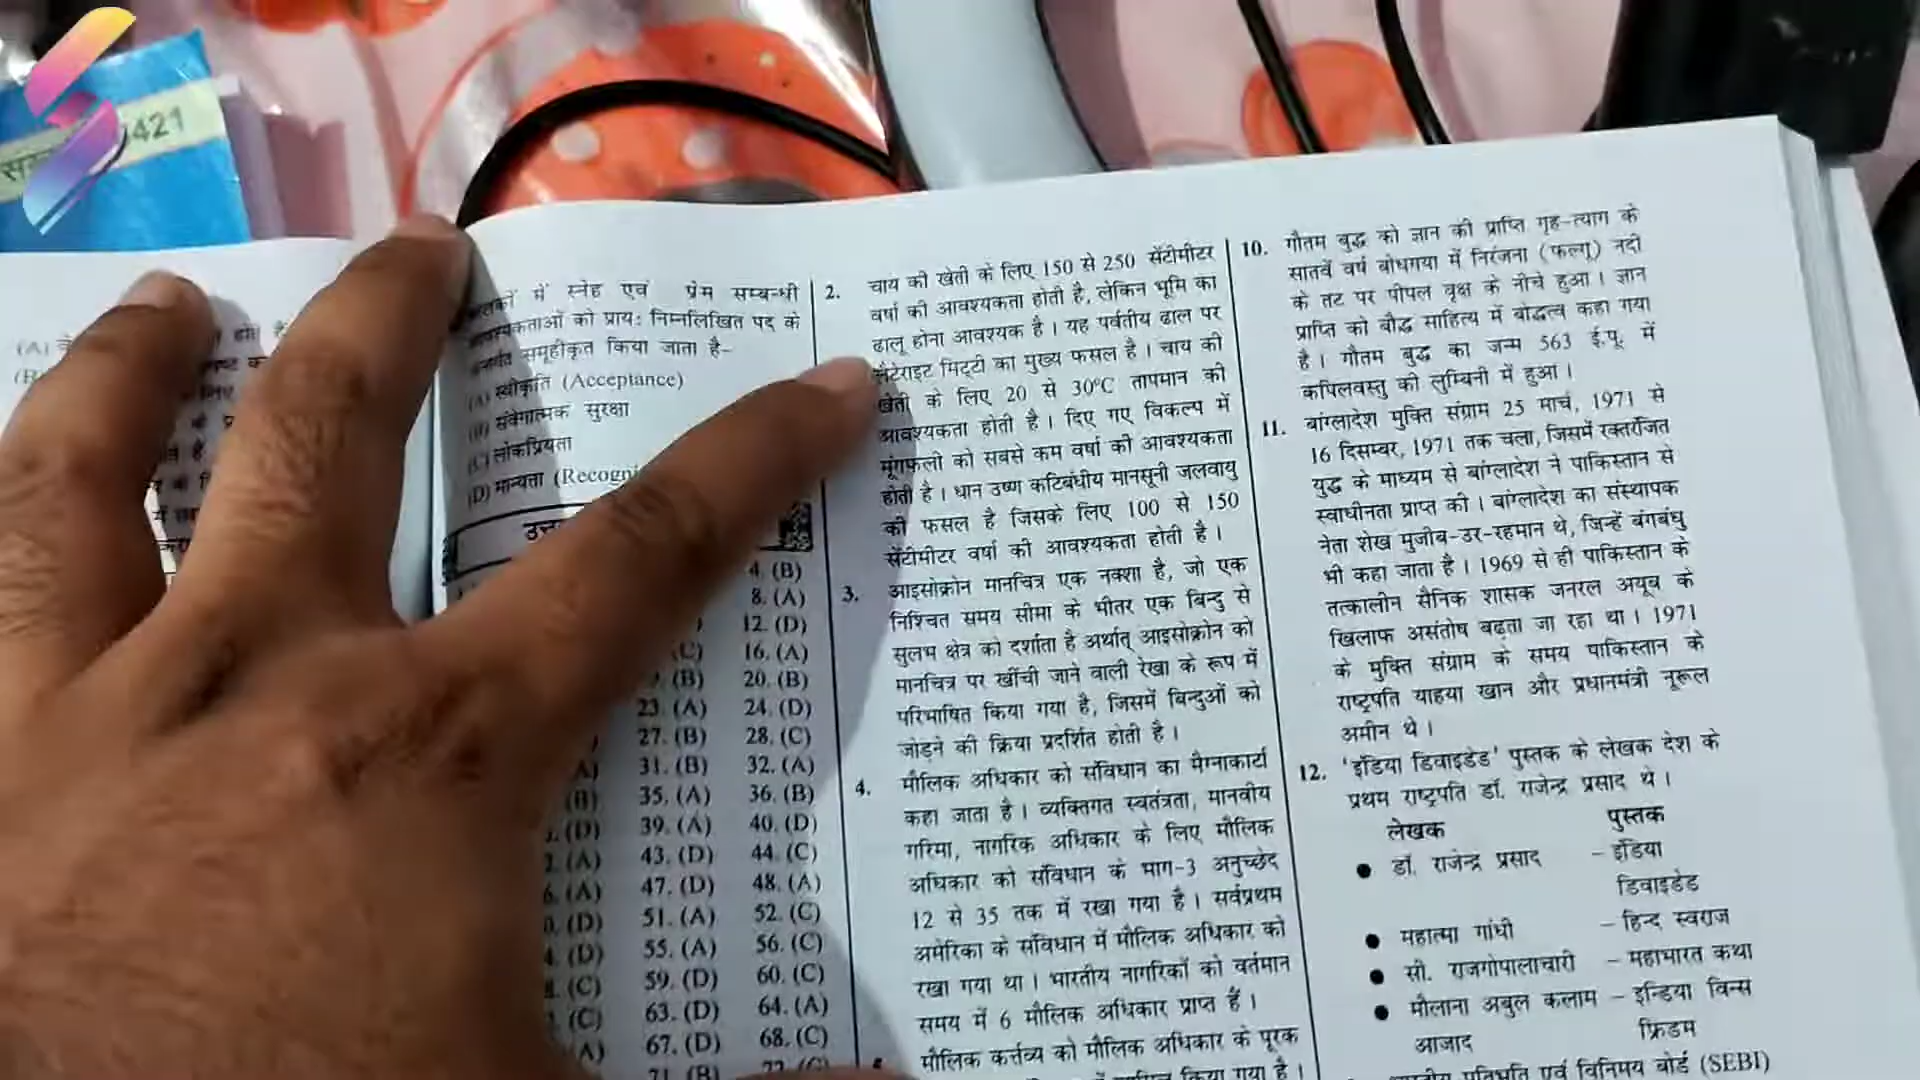 421
(A)
में स्नेह एवं प्रेम सम्बन्धी
आवश्यकताओं को प्रायः निम्नलिखित पद के
समूहीकृत किया जाता है-
(A) स्वीकृति (Acceptance)
(B) संवेगात्मक सुरक्षा
(C) लोकप्रियता
(D) मान्यता
4. (B)
8. (A)
12. (D)
(C) 16. (A)
(B) 20. (B)
23. (A) 24. (D)
27. (B) 28. (C)
31. (B) 32. (A)
(B) 35. (A) 36. (B)
(D) 39. (A) 40. (D)
(A) 43. (D) 44. (C)
(A) 47. (D) 48. (A)
(D) 51. (A) 52. (C)
(D) 55. (A) 56. (C)
(C) 59. (D) 60. (C)
(C) 63. (D) 64. (A)
(A) 67. (D) 68. (C)
71. (B)
2. चाय की खेती के लिए 150 से 250 सेंटीमीटर
वर्षा की आवश्यकता होती है, लेकिन भूमि का
ढालू होना आवश्यक है। यह पर्वतीय ढाल पर
लैटेराइट मिट्टी का मुख्य फसल है। चाय की
खेती के लिए 20 से 30°C तापमान की
आवश्यकता होती है। दिए गए विकल्प में
मूंगफली को सबसे कम वर्षा की आवश्यकता
होती है। धान उष्ण कटिबंधीय मानसूनी जलवायु
की फसल है जिसके लिए 100 से 150
सेंटीमीटर वर्षा की आवश्यकता होती है।
3. आइसोक्रोन मानचित्र एक नक्शा है, जो एक
निश्चित समय सीमा के भीतर एक बिन्दु से
सुलभ क्षेत्र को दर्शाता है अर्थात् आइसोक्रोन को
मानचित्र पर खींची जाने वाली रेखा के रूप में
परिभाषित किया गया है, जिसमें बिन्दुओं को
जोड़ने की क्रिया प्रदर्शित होती है।
4. मौलिक अधिकार को संविधान का मैग्नाकार्टा
कहा जाता है। व्यक्तिगत स्वतंत्रता, मानवीय
गरिमा, नागरिक अधिकार के लिए मौलिक
अधिकार को संविधान के भाग-3 अनुच्छेद
12 से 35 तक में रखा गया है। सर्वप्रथम
अमेरिका के संविधान में मौलिक अधिकार को
रखा गया था। भारतीय नागरिकों को वर्तमान
समय में 6 मौलिक अधिकार प्राप्त हैं।
मौलिक कर्त्तव्य को मौलिक अधिकार के पूरक
किया गया है।
10. गौतम बुद्ध को ज्ञान की प्राप्ति गृह-त्याग के
सातवें वर्ष बोधगया में निरंजना (फल्गू) नदी
के तट पर पीपल वृक्ष के नीचे हुआ। ज्ञान
प्राप्ति को बौद्ध साहित्य में बोद्धत्व कहा गया
है। गौतम बुद्ध का जन्म 563 ई.पू. में
कपिलवस्तु की लुम्बिनी में हुआ।
11. बांग्लादेश मुक्ति संग्राम 25 मार्च, 1971 से
16 दिसम्बर, 1971 तक चला, जिसमें रक्तरंजित
युद्ध के माध्यम से बांग्लादेश ने पाकिस्तान से
स्वाधीनता प्राप्त की। बांग्लादेश का संस्थापक
नेता शेख मुजीब-उर-रहमान थे, जिन्हें बंगबंधु
भी कहा जाता है। 1969 से ही पाकिस्तान के
तत्कालीन सैनिक शासक जनरल अयूब के
खिलाफ असंतोष बढ़ता जा रहा था। 1971
के मुक्ति संग्राम के समय पाकिस्तान के
राष्ट्रपति याहया खान और प्रधानमंत्री नूरूल
अमीन थे।
12. 'इंडिया डिवाइडेड' पुस्तक के लेखक देश के
प्रथम राष्ट्रपति डॉ. राजेन्द्र प्रसाद थे।
लेखक पुस्तक
● डॉ. राजेन्द्र प्रसाद – इंडिया
डिवाइडेड
● महात्मा गांधी – हिन्द स्वराज
● सी. राजगोपालाचारी – महाभारत कथा
● मौलाना अबुल कलाम – इन्डिया विन्स
आजाद फ्रिडम
एवं विनिमय बोर्ड (SEBI)